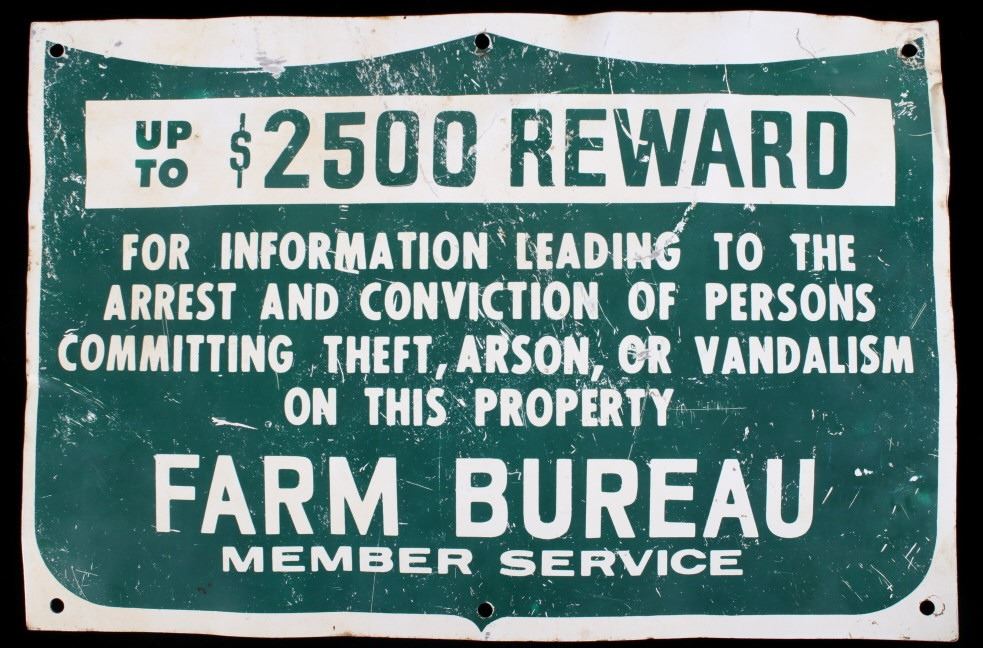 UP TO $2500 REWARD
FOR INFORMATION LEADING TO THE
ARREST AND CONVICTION OF PERSONS
COMMITTING THEFT, ARSON, OR VANDALISM
ON THIS PROPERTY
FARM BUREAU
MEMBER SERVICE